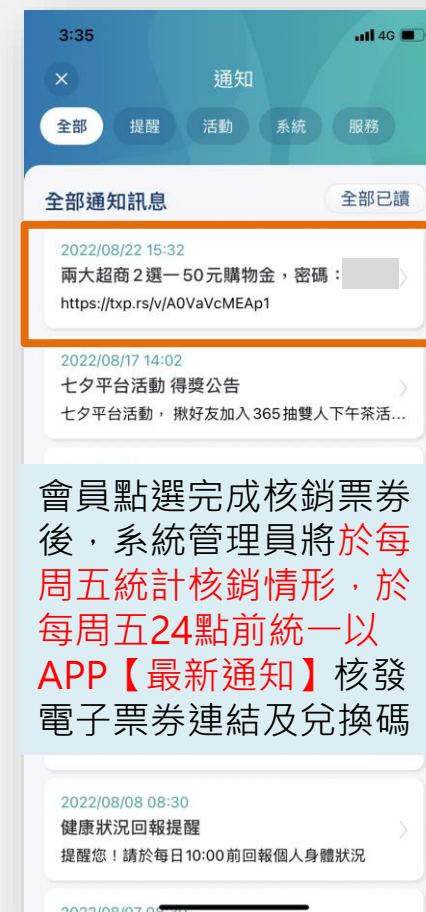 3:35
4G
通知
全部
提醒
活動
系統
服務
全部通知訊息
全部已讀
2022/08/22 15:32
兩大超商2選一50元購物金，密碼：
https://txp.rs/v/A0VaVcMEAp1
2022/08/17 14:02
七夕平台活動 得獎公告
七夕平台活動， 揪好友加入365抽雙人下午茶活...
會員點選完成核銷票券
後，系統管理員將於每
周五統計核銷情形，於
每周五24點前統一以
APP【最新通知】核發
電子票券連結及兌換碼
2022/08/08 08:30
健康狀況回報提醒
提醒您！請於每日10:00前回報個人身體狀況
2022/08/07